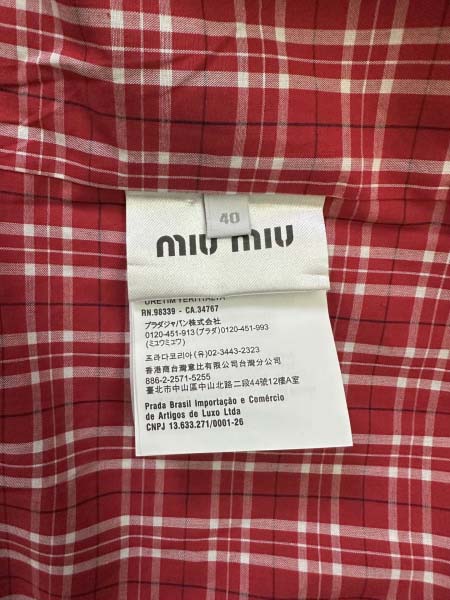 40
miu miu
ÜRETİM YERİ:İTALYA
RN.98339 - CA.34767
プラダジャパン株式会社
0120-451-913 (プラダ) 0120-451-993
(ミュウミュウ)
프라다코리아(유)02-3443-2323
香港商台灣意比有限公司台灣分公司
886-2-2571-5255
臺北市中山區中山北路二段44號12樓A室
Prada Brasil Importação e Comércio
de Artigos de Luxo Ltda
CNPJ 13.633.271/0001-26